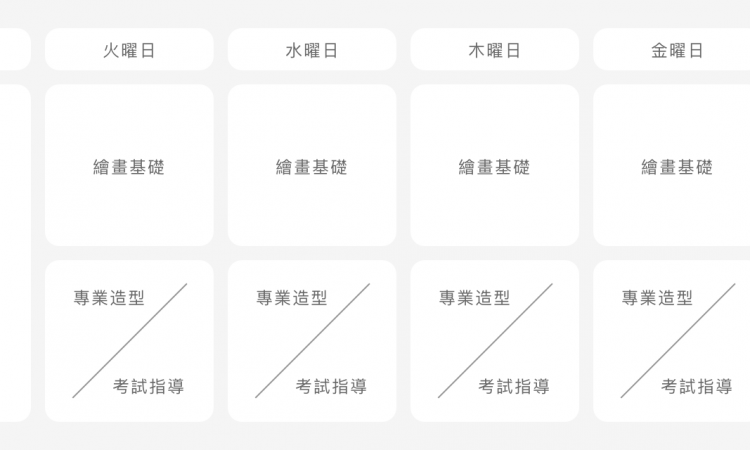 火曜日 水曜日 木曜日 金曜日
繪畫基礎 繪畫基礎 繪畫基礎 繪畫基礎
專業造型 專業造型 專業造型 專業造型
考試指導 考試指導 考試指導 考試指導